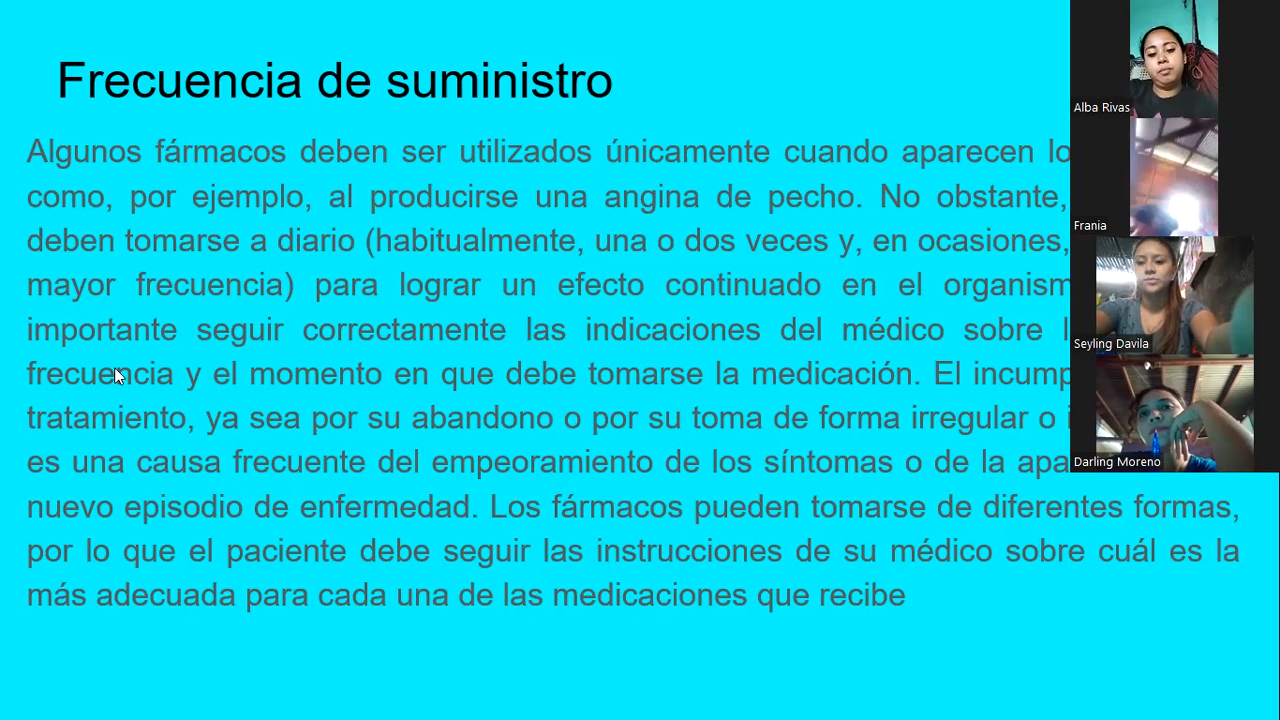 Frecuencia de suministro
Algunos fármacos deben ser utilizados únicamente cuando aparecen
como, por ejemplo, al producirse una angina de pecho. No obstante,
deben tomarse a diario (habitualmente, una o dos veces y, en ocasiones,
mayor frecuencia) para lograr un efecto continuado en el
importante seguir correctamente las indicaciones del médico sobre
frecuencia y el momento en que debe tomarse la medicación. El
tratamiento, ya sea por su abandono o por su toma de forma irregular o
es una causa frecuente del empeoramiento de los síntomas o de la
nuevo episodio de enfermedad. Los fármacos pueden tomarse de diferentes formas,
por lo que el paciente debe seguir las instrucciones de su médico sobre cuál es la
más adecuada para cada una de las medicaciones que recibe
Alba Rivas
Frania
Seyling Davila
Darling Moreno